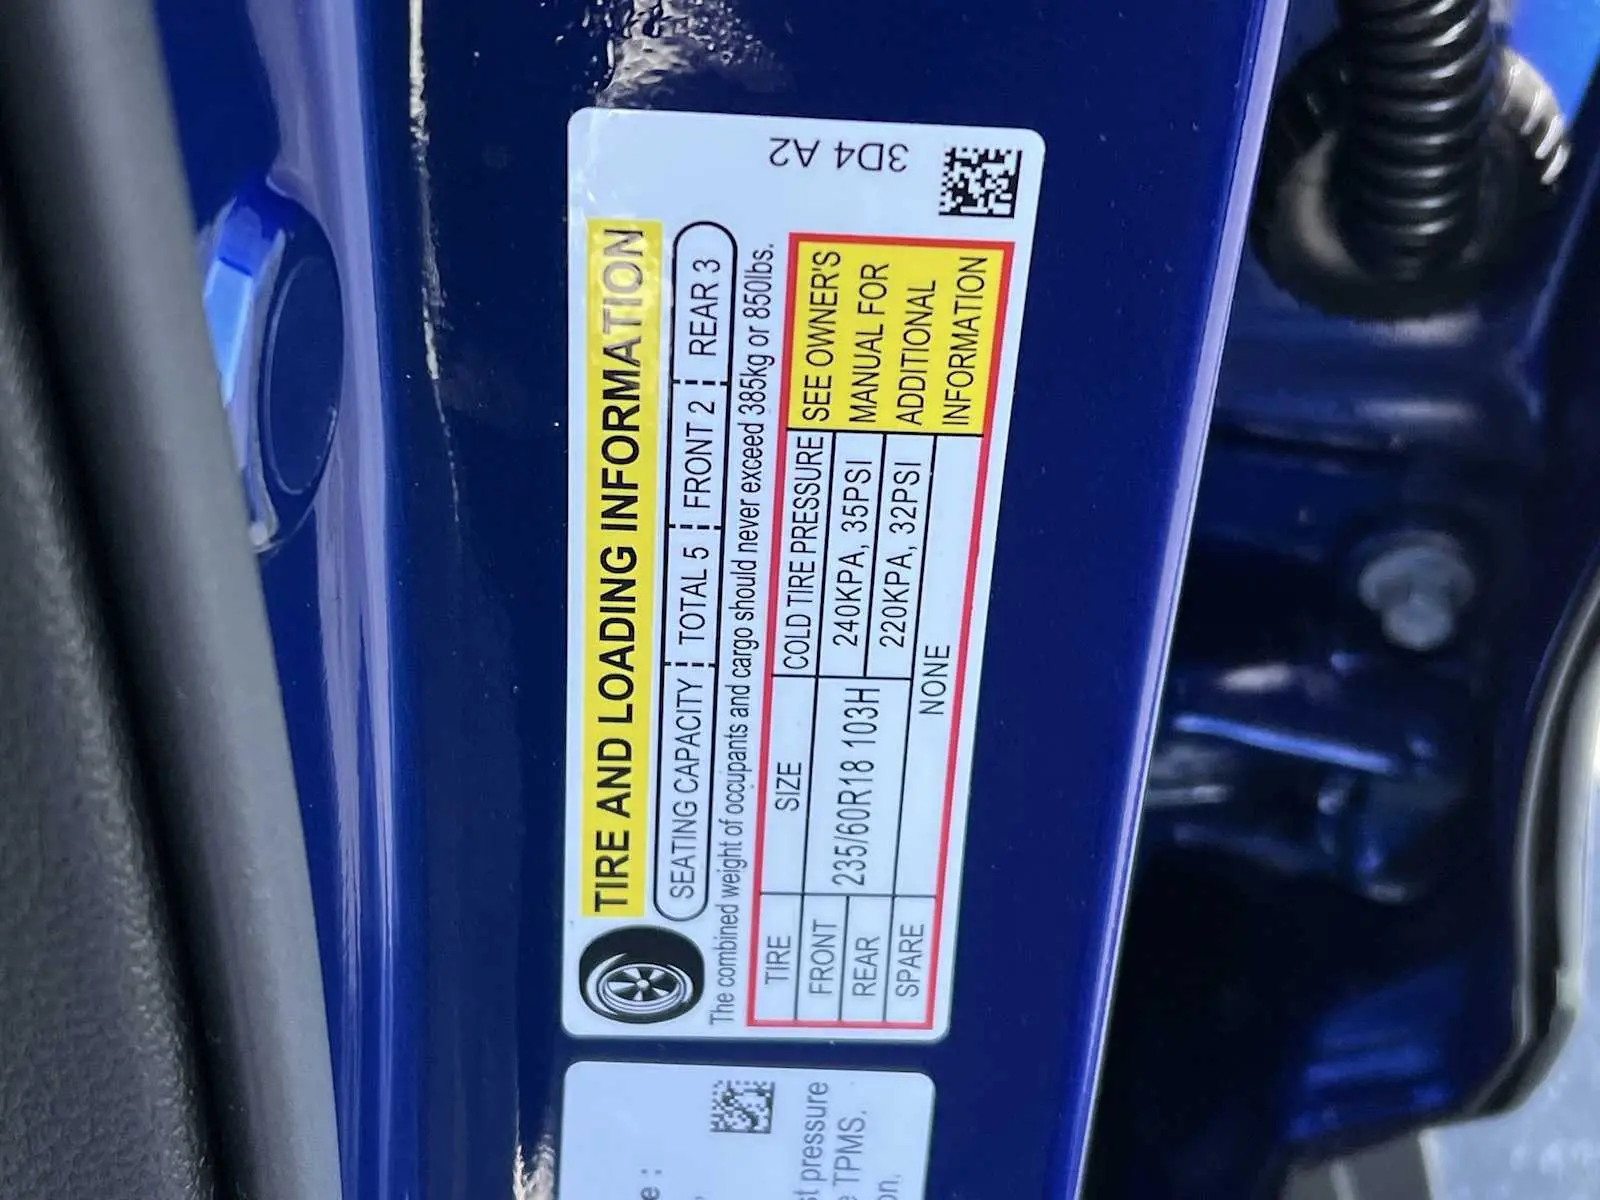 3D4 A2
TIRE AND LOADING INFORMATION
SEATING CAPACITY TOTAL 5 FRONT 2 REAR 3
The combined weight of occupants and cargo should never exceed 385kg or 850lbs.
TIRE SIZE COLD TIRE PRESSURE
FRONT 235/60R18 103H 240KPA, 35PSI
REAR 220KPA, 32PSI
SPARE NONE
SEE OWNER'S
MANUAL FOR
ADDITIONAL
INFORMATION
pressure
TPMS.